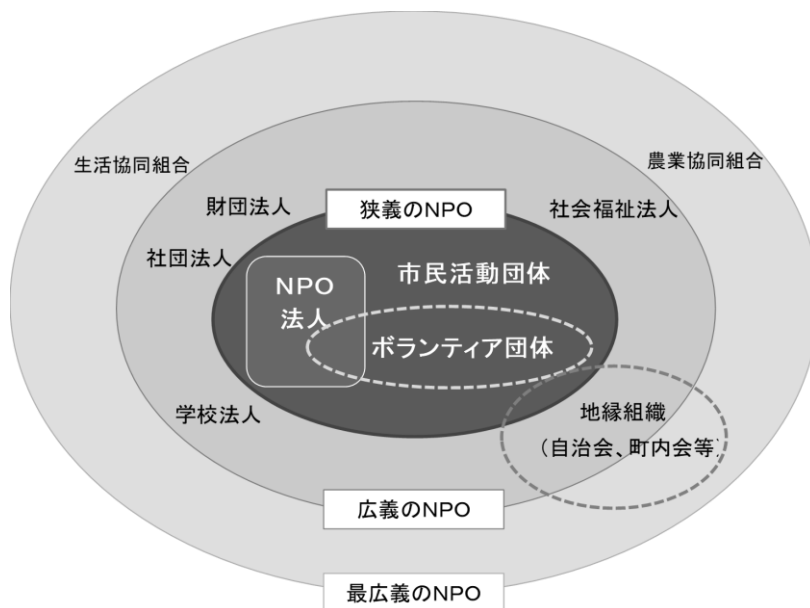 生活協同組合
農業協同組合
財団法人
狭義のNPO
社会福祉法人
社団法人
NPO
法人
市民活動団体
ボランティア団体
学校法人
地縁組織
(自治会、町内会等)
広義のNPO
最広義のNPO